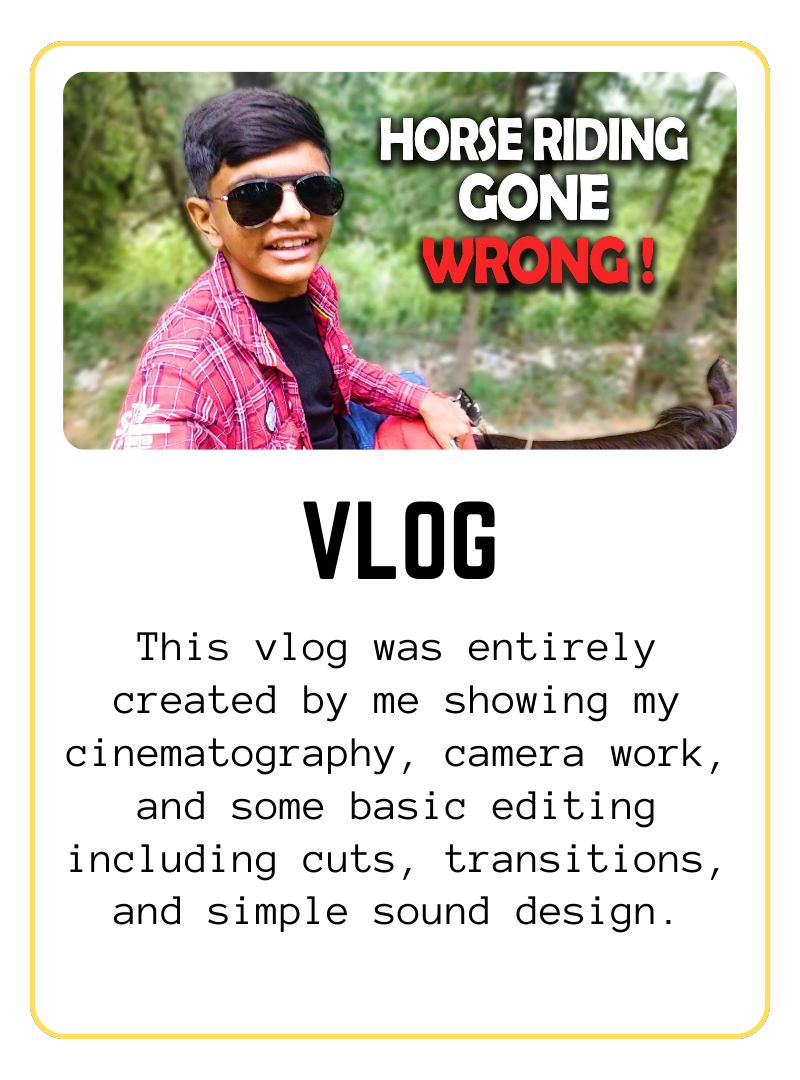 HORSE RIDING
GONE
WRONG !
VLOG
This vlog was entirely
created by me showing my
cinematography, camera work,
and some basic editing
including cuts, transitions,
and simple sound design.